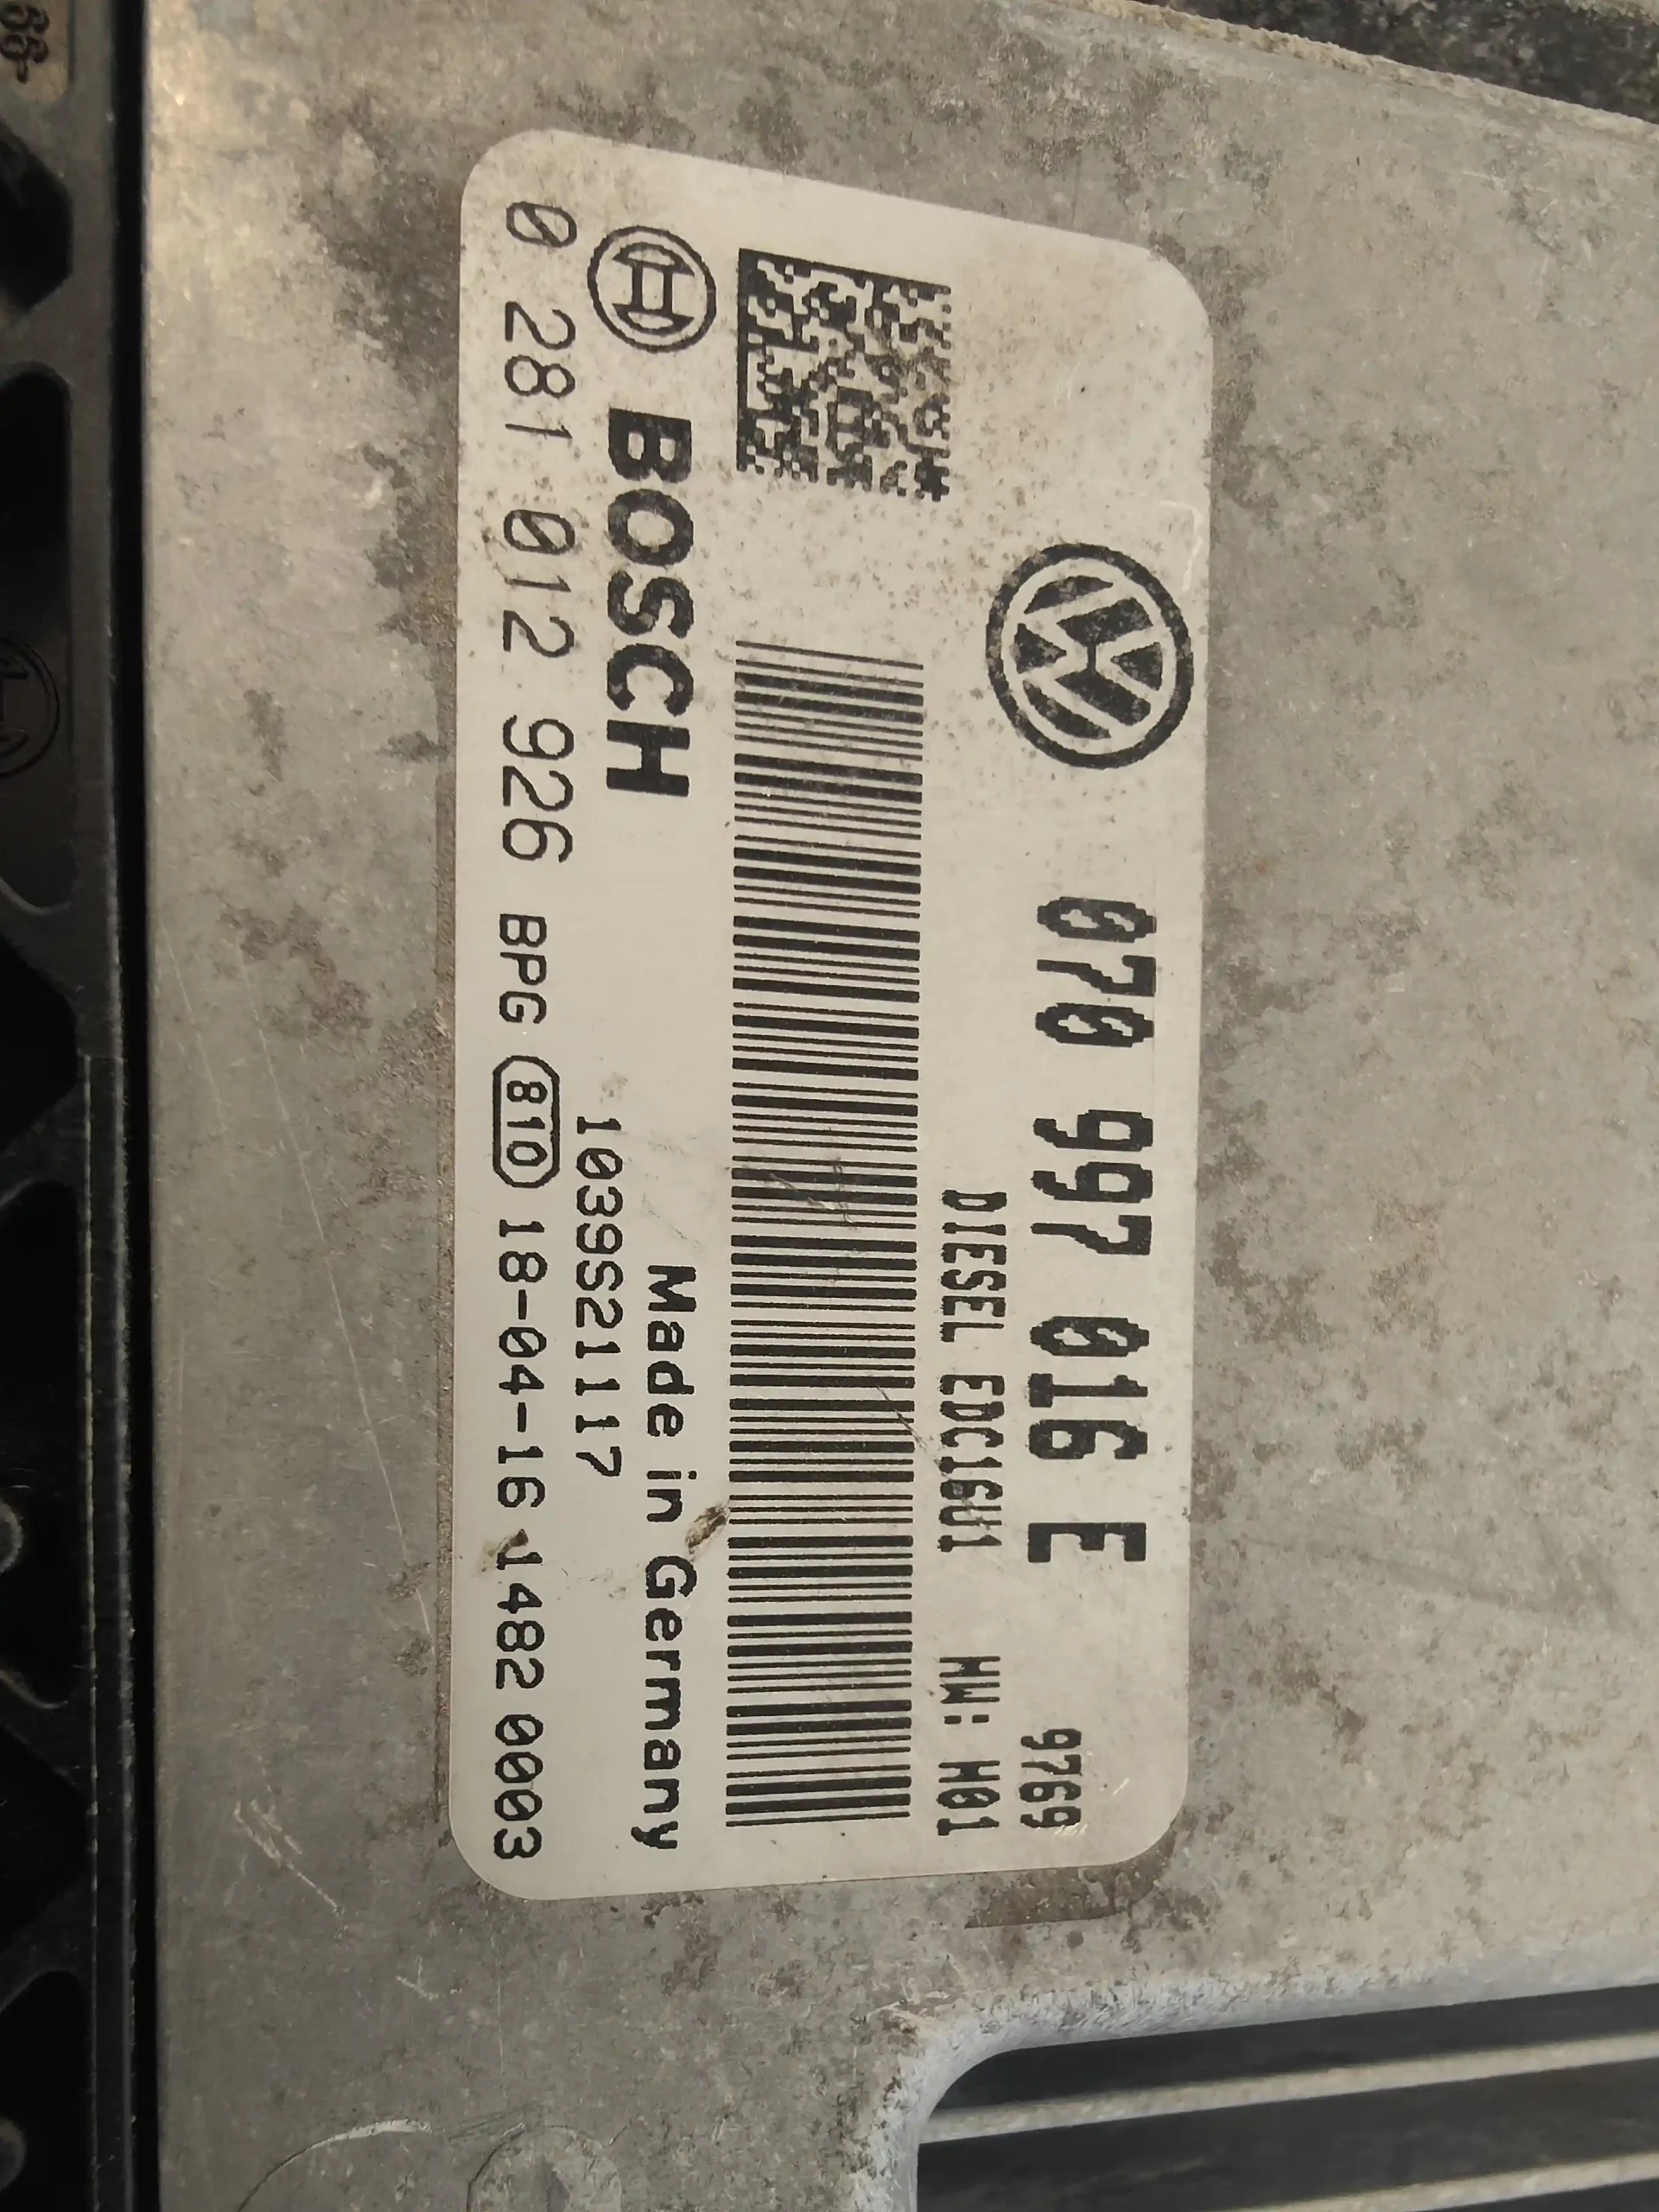 070 997 016 E
9769
DIESEL EDC16U1 HW: H01
Made in Germany
BOSCH
1039S21117
0 281 012 926 BPG 810 18-04-16 1482 0003